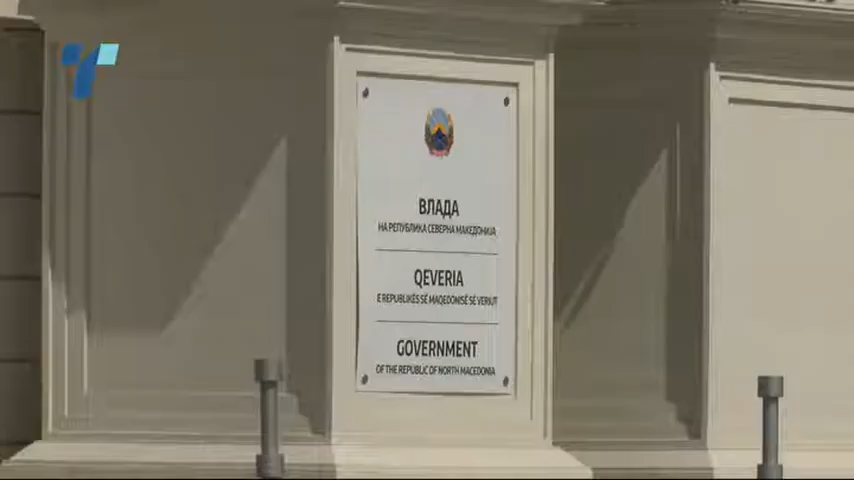 ВЛАДА
НА РЕПУБЛИКА СЕВЕРНА МАКЕДОНИЈА
QEVERIA
E REPUBLIKËS SË MAQEDONISË SË VERIUT
GOVERNMENT
OF THE REPUBLIC OF NORTH MACEDONIA